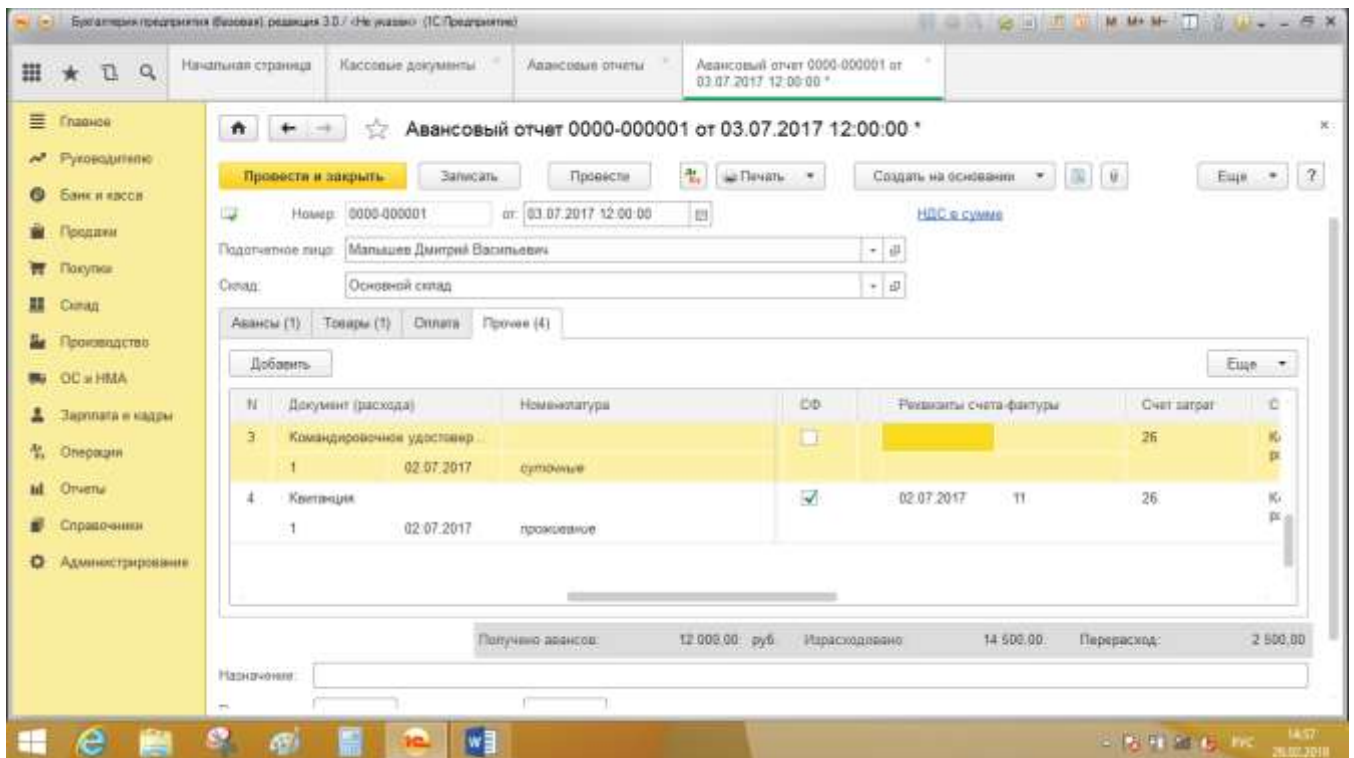 Бухгалтерия предприятия (базовая), редакция 3.0 / <Не указан> (1С:Предприятие)
M M+ M-
Начальная страница
Кассовые документы
Авансовые отчеты
Авансовый отчет 0000-000001 от
03.07.2017 12:00:00 *
Главное
Руководителю
Банк и касса
Продажи
Покупки
Склад
Производство
ОС и НМА
Зарплата и кадры
Операции
Отчеты
Справочники
Администрирование
Авансовый отчет 0000-000001 от 03.07.2017 12:00:00 *
Провести и закрыть
Записать
Провести
Печать
Создать на основании
Еще
?
Номер: 0000-000001 от: 03.07.2017 12:00:00
НДС в сумме
Подотчетное лицо: Малышев Дмитрий Васильевич
Склад: Основной склад
Авансы (1) Товары (1) Оплата Прочее (4)
Добавить
Еще
N Документ (расхода) Номенклатура СФ Реквизиты счета-фактуры Счет затрат С
3 Командировочное удостовер... 26
1 02.07.2017 суточные
4 Квитанция 02.07.2017 11 26
1 02.07.2017 проживание
Получено авансов: 12 000,00 руб. Израсходовано: 14 500,00 Перерасход: 2 500,00
Назначение:
РУС
14:57